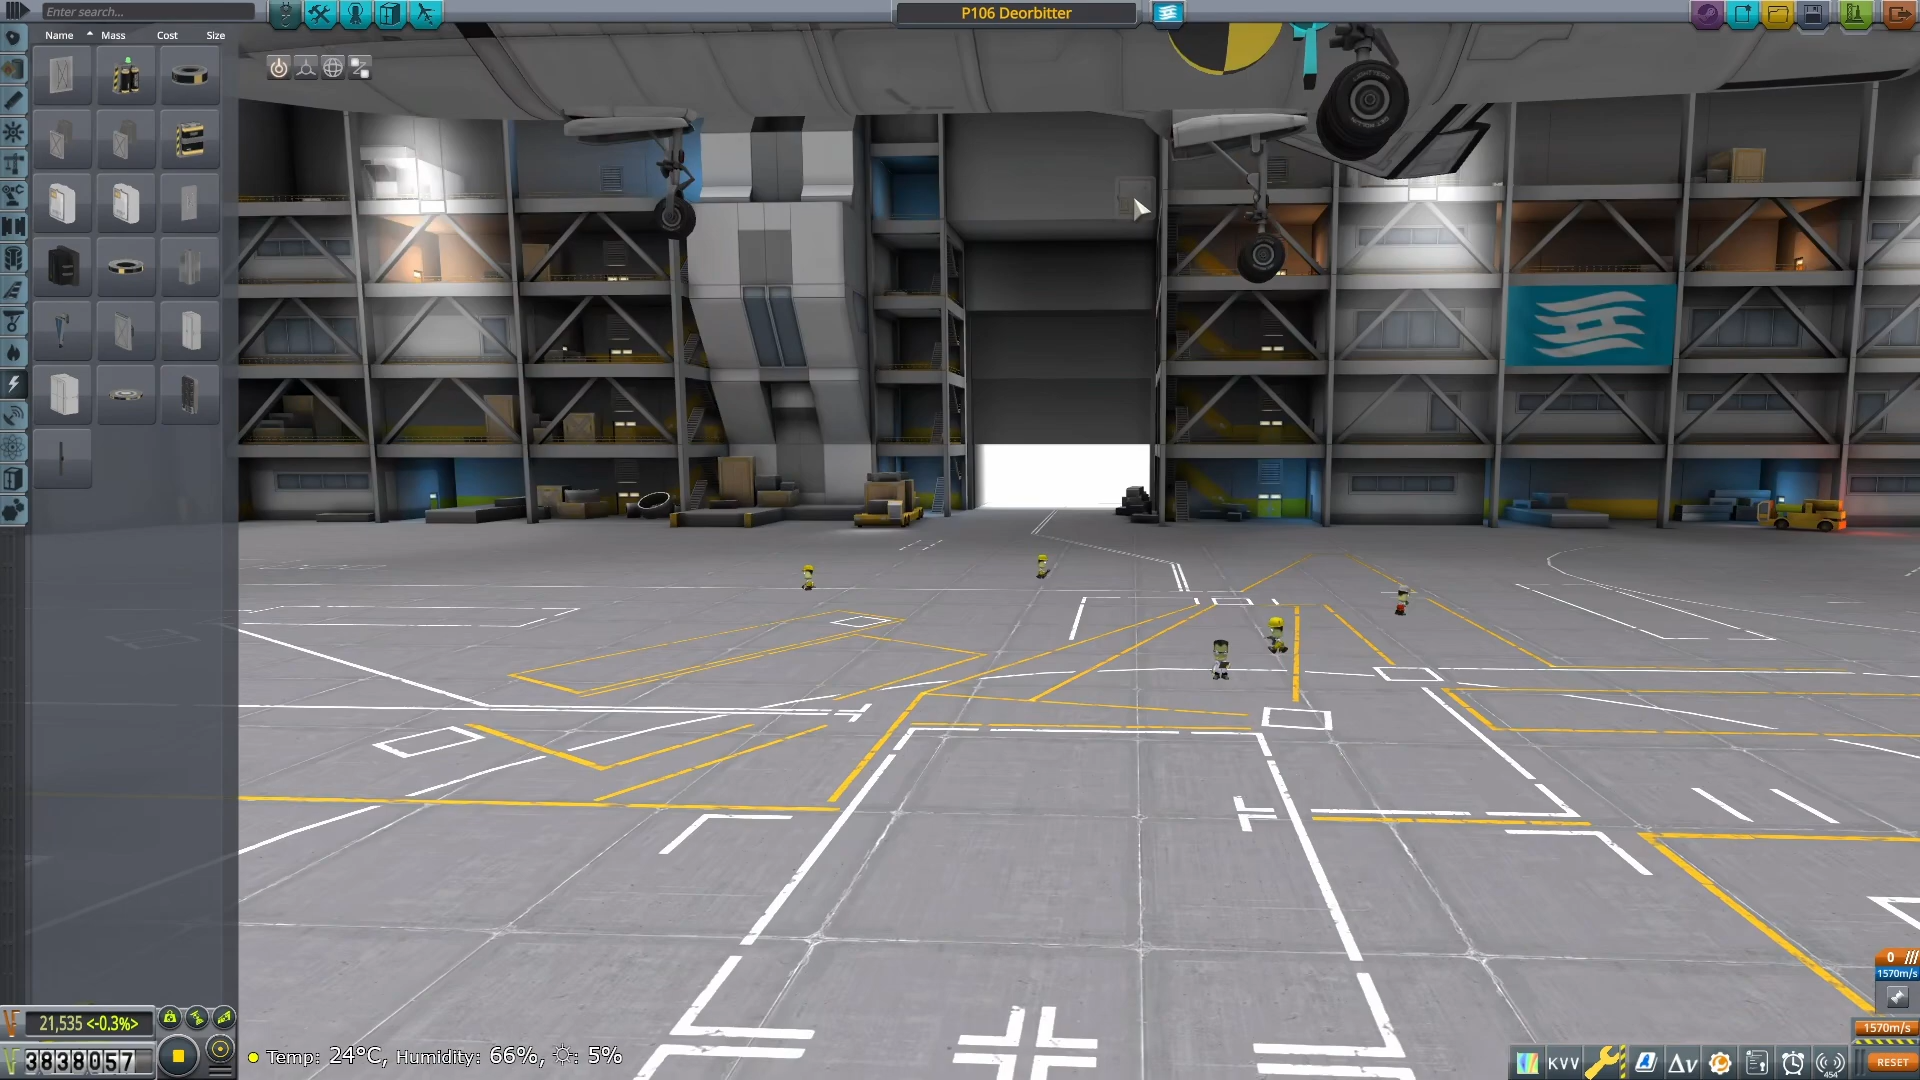 Enter search...
P106 Deorbitter
Name Mass Cost Size
0
1570m/s
1570m/s
21,535 <-0.3%>
3838057
Temp: 24°C, Humidity: 66%, : 5%
KVV
Δv
454
RESET